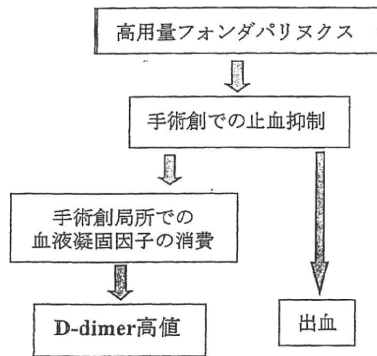 高用量フォンダパリヌクス
手術創での止血抑制
手術創局所での
血液凝固因子の消費
D-dimer高値
出血